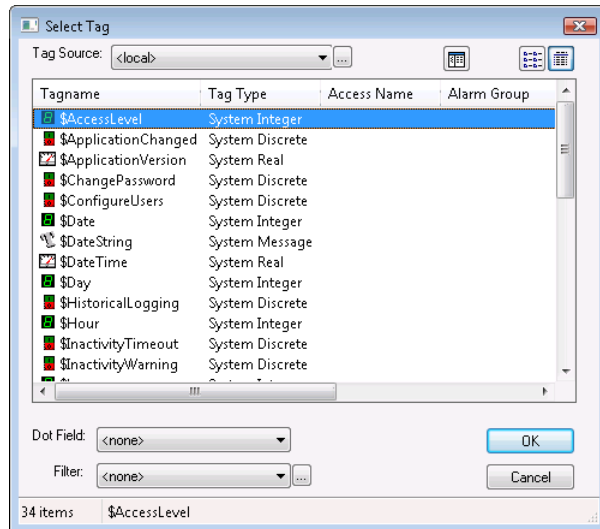 Select Tag
Tag Source: <local> ...
Tagname Tag Type Access Name Alarm Group
$AccessLevel System Integer
$ApplicationChanged System Discrete
$ApplicationVersion System Real
$ChangePassword System Discrete
$ConfigureUsers System Discrete
$Date System Integer
$DateString System Message
$DateTime System Real
$Day System Integer
$HistoricalLogging System Discrete
$Hour System Integer
$InactivityTimeout System Discrete
$InactivityWarning System Discrete
Dot Field: <none> OK
Filter: <none> ... Cancel
34 items $AccessLevel